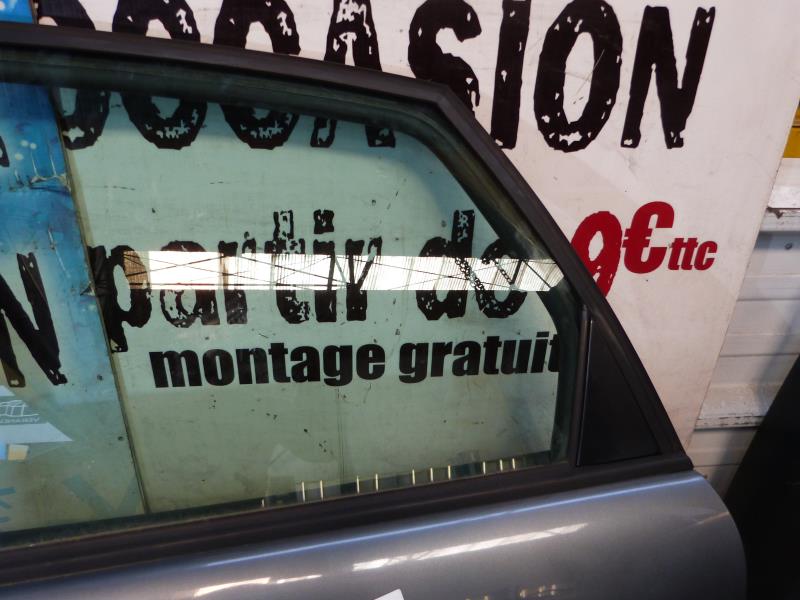 OCCASION
à partir de 9€ ttc
montage gratuit